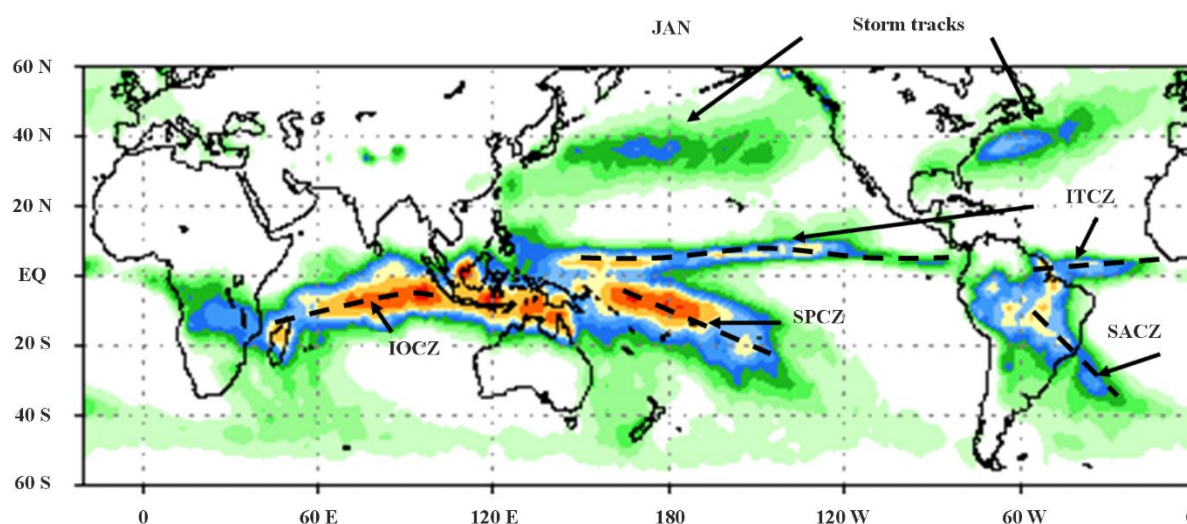 JAN
Storm tracks
60 N
40 N
ITCZ
20 N
EQ
SPCZ
SACZ
20 S
IOCZ
40 S
60 S
0
60 E
120 E
180
120 W
60 W